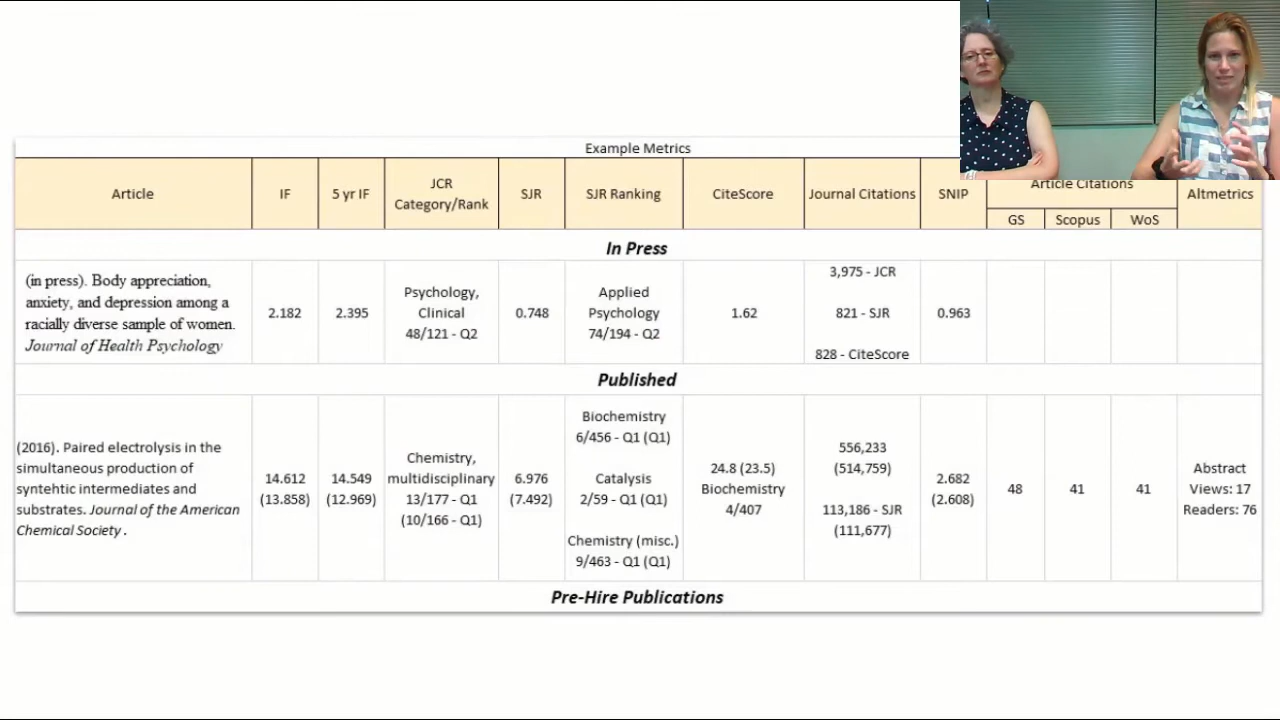 Example Metrics
Article IF 5 yr IF JCR Category/Rank SJR SJR Ranking CiteScore Journal Citations SNIP Article Citations Altmetrics
GS Scopus WoS
In Press
(in press). Body appreciation,
anxiety, and depression among a
racially diverse sample of women.
Journal of Health Psychology
2.182
2.395
Psychology,
Clinical
48/121 - Q2
0.748
Applied
Psychology
74/194 - Q2
1.62
3,975 - JCR
821 - SJR
828 - CiteScore
0.963
Published
(2016). Paired electrolysis in the
simultaneous production of
syntehtic intermediates and
substrates. Journal of the American
Chemical Society .
14.612
(13.858)
14.549
(12.969)
Chemistry,
multidisciplinary
13/177 - Q1
(10/166 - Q1)
6.976
(7.492)
Biochemistry
6/456 - Q1 (Q1)
Catalysis
2/59 - Q1 (Q1)
Chemistry (misc.)
9/463 - Q1 (Q1)
24.8 (23.5)
Biochemistry
4/407
556,233
(514,759)
113,186 - SJR
(111,677)
2.682
(2.608)
48
41
41
Abstract
Views: 17
Readers: 76
Pre-Hire Publications